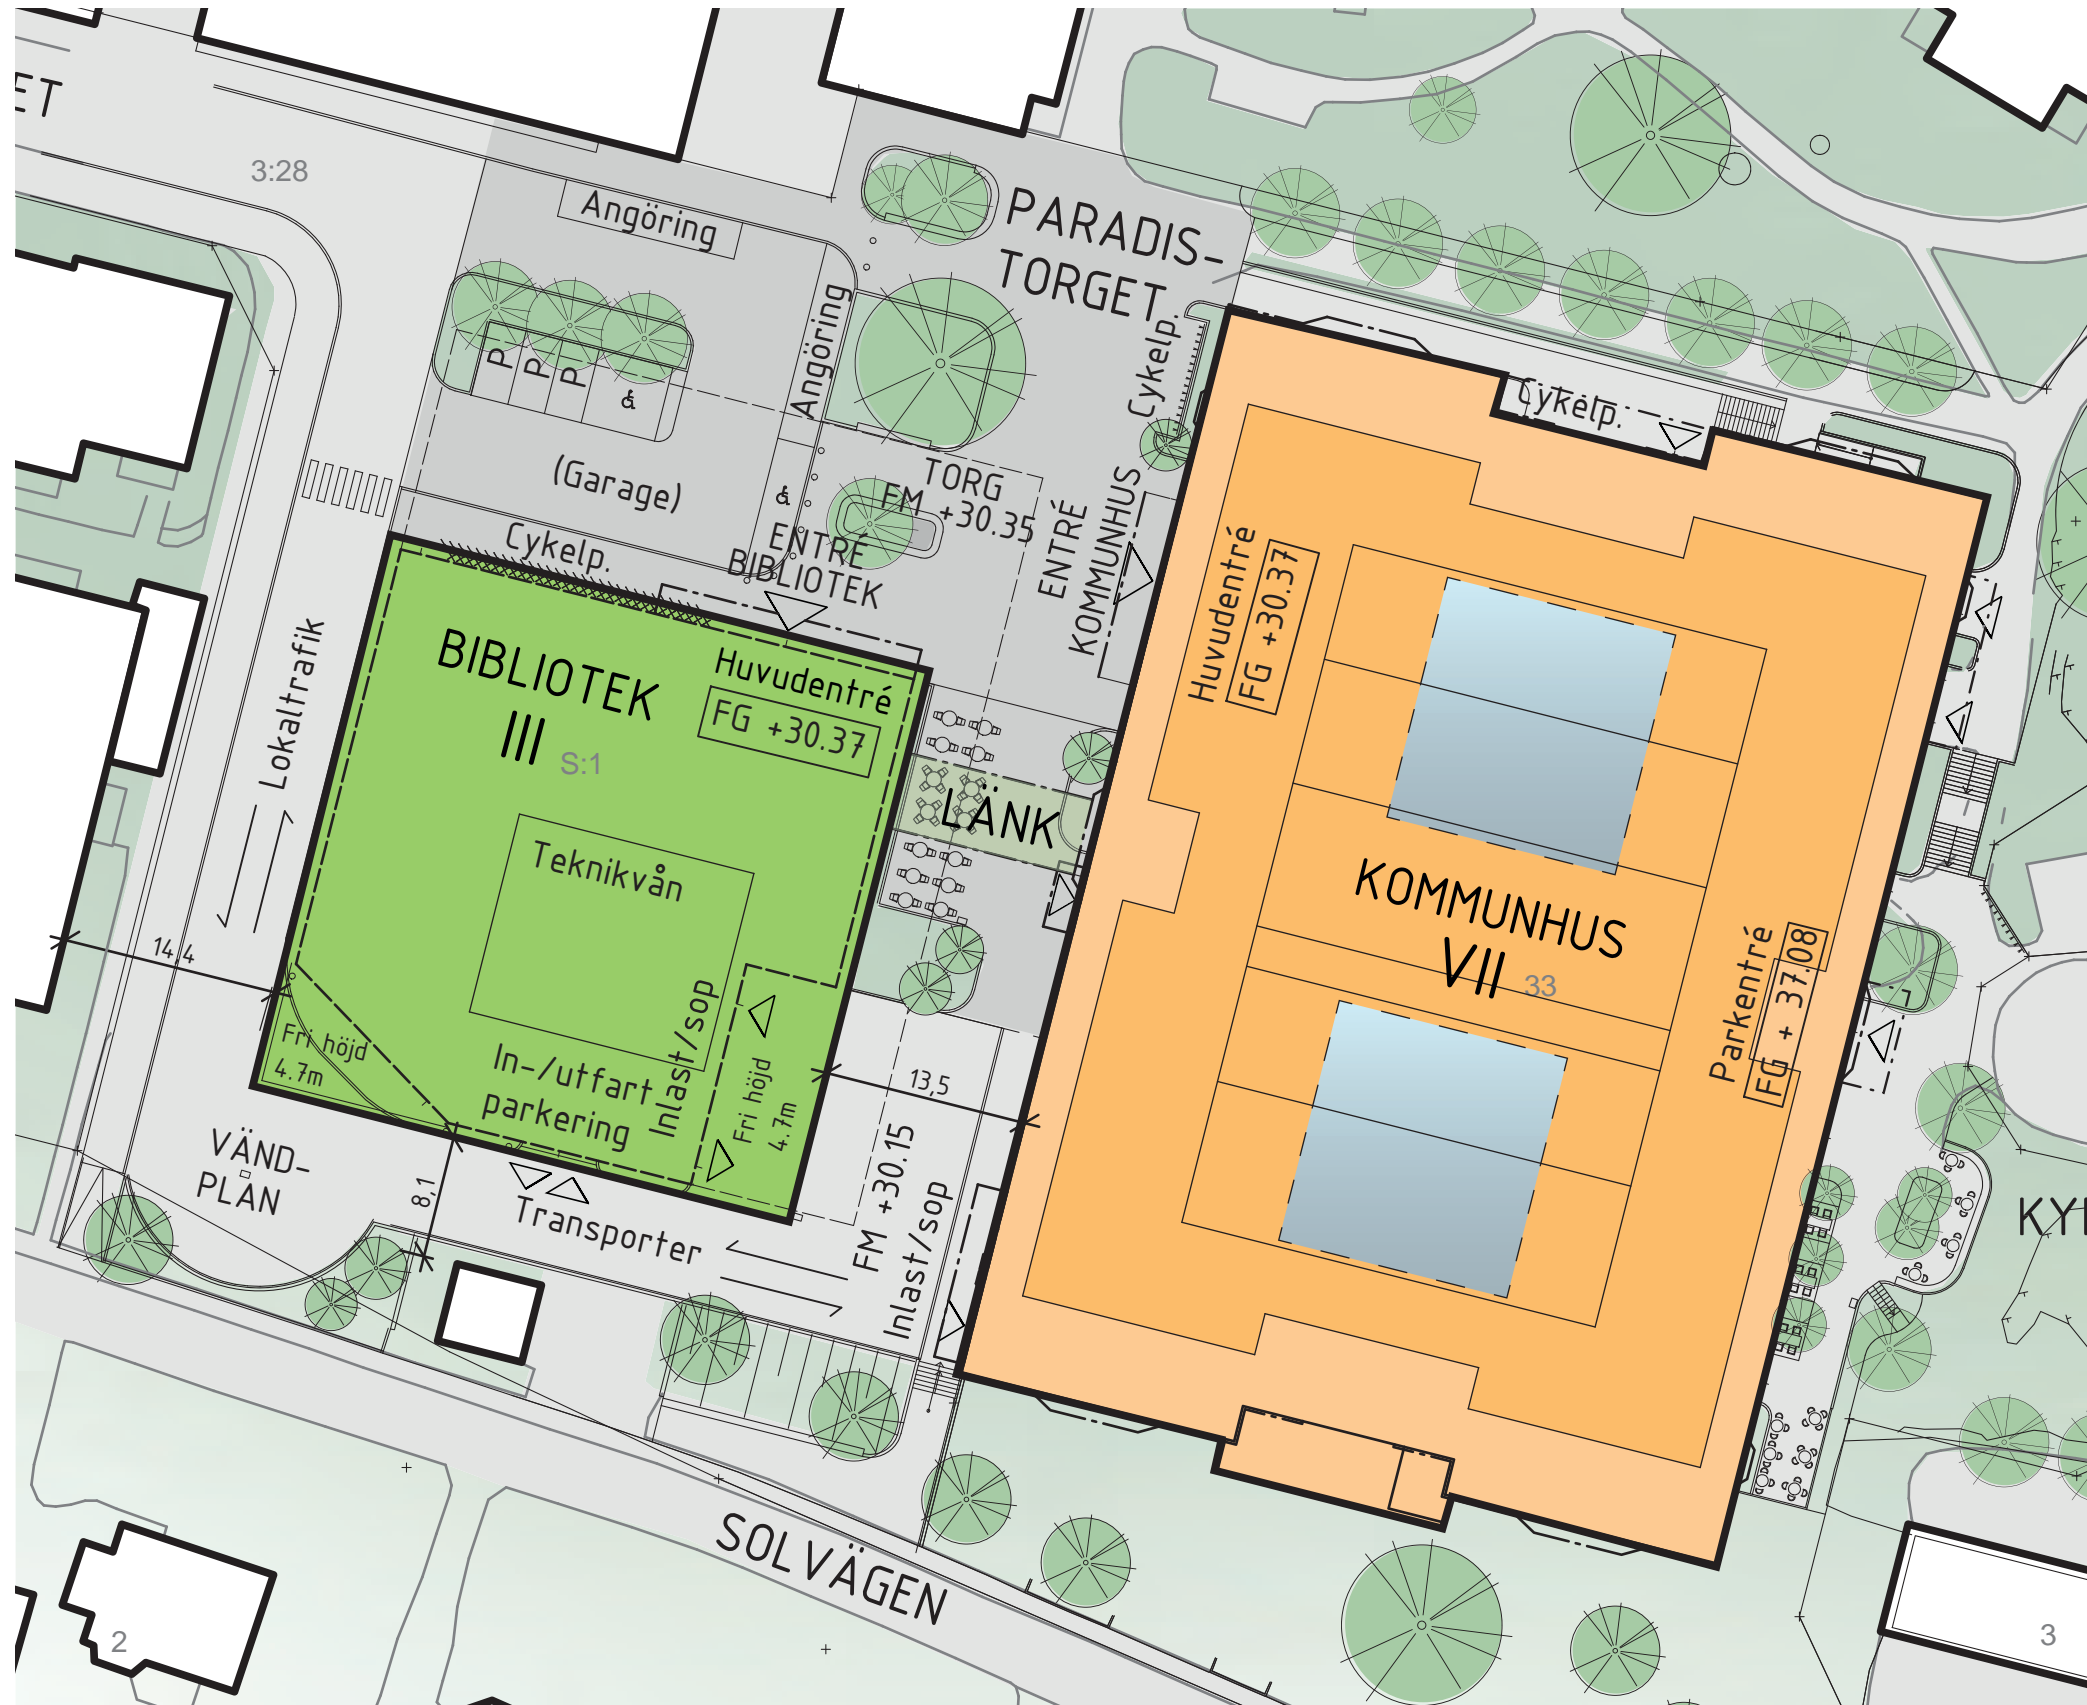 ET
3:28
Angöring
PARADIS-
TORGET
Cykelp.
Angöring
P
P
P
Cykelp.
(Garage)
TORG
FM +30.35
ENTRÉ
KOMMUNHUS
Cykelp.
ENTRÉ
BIBLIOTEK
Huvudentré
FG +30.37
BIBLIOTEK
III
S:1
Huvudentré
FG +30.37
Lokaltrafik
LÄNK
Teknikvån
KOMMUNHUS
VII
33
Parkentré
FG + 37.08
14,4
Fri höjd
4.7m
In-/utfart
parkering
Inlast/sop
Fri höjd
4.7m
13,5
VÄND-
PLAN
8,1
Transporter
FM +30.15
Inlast/sop
SOLVÄGEN
2
3